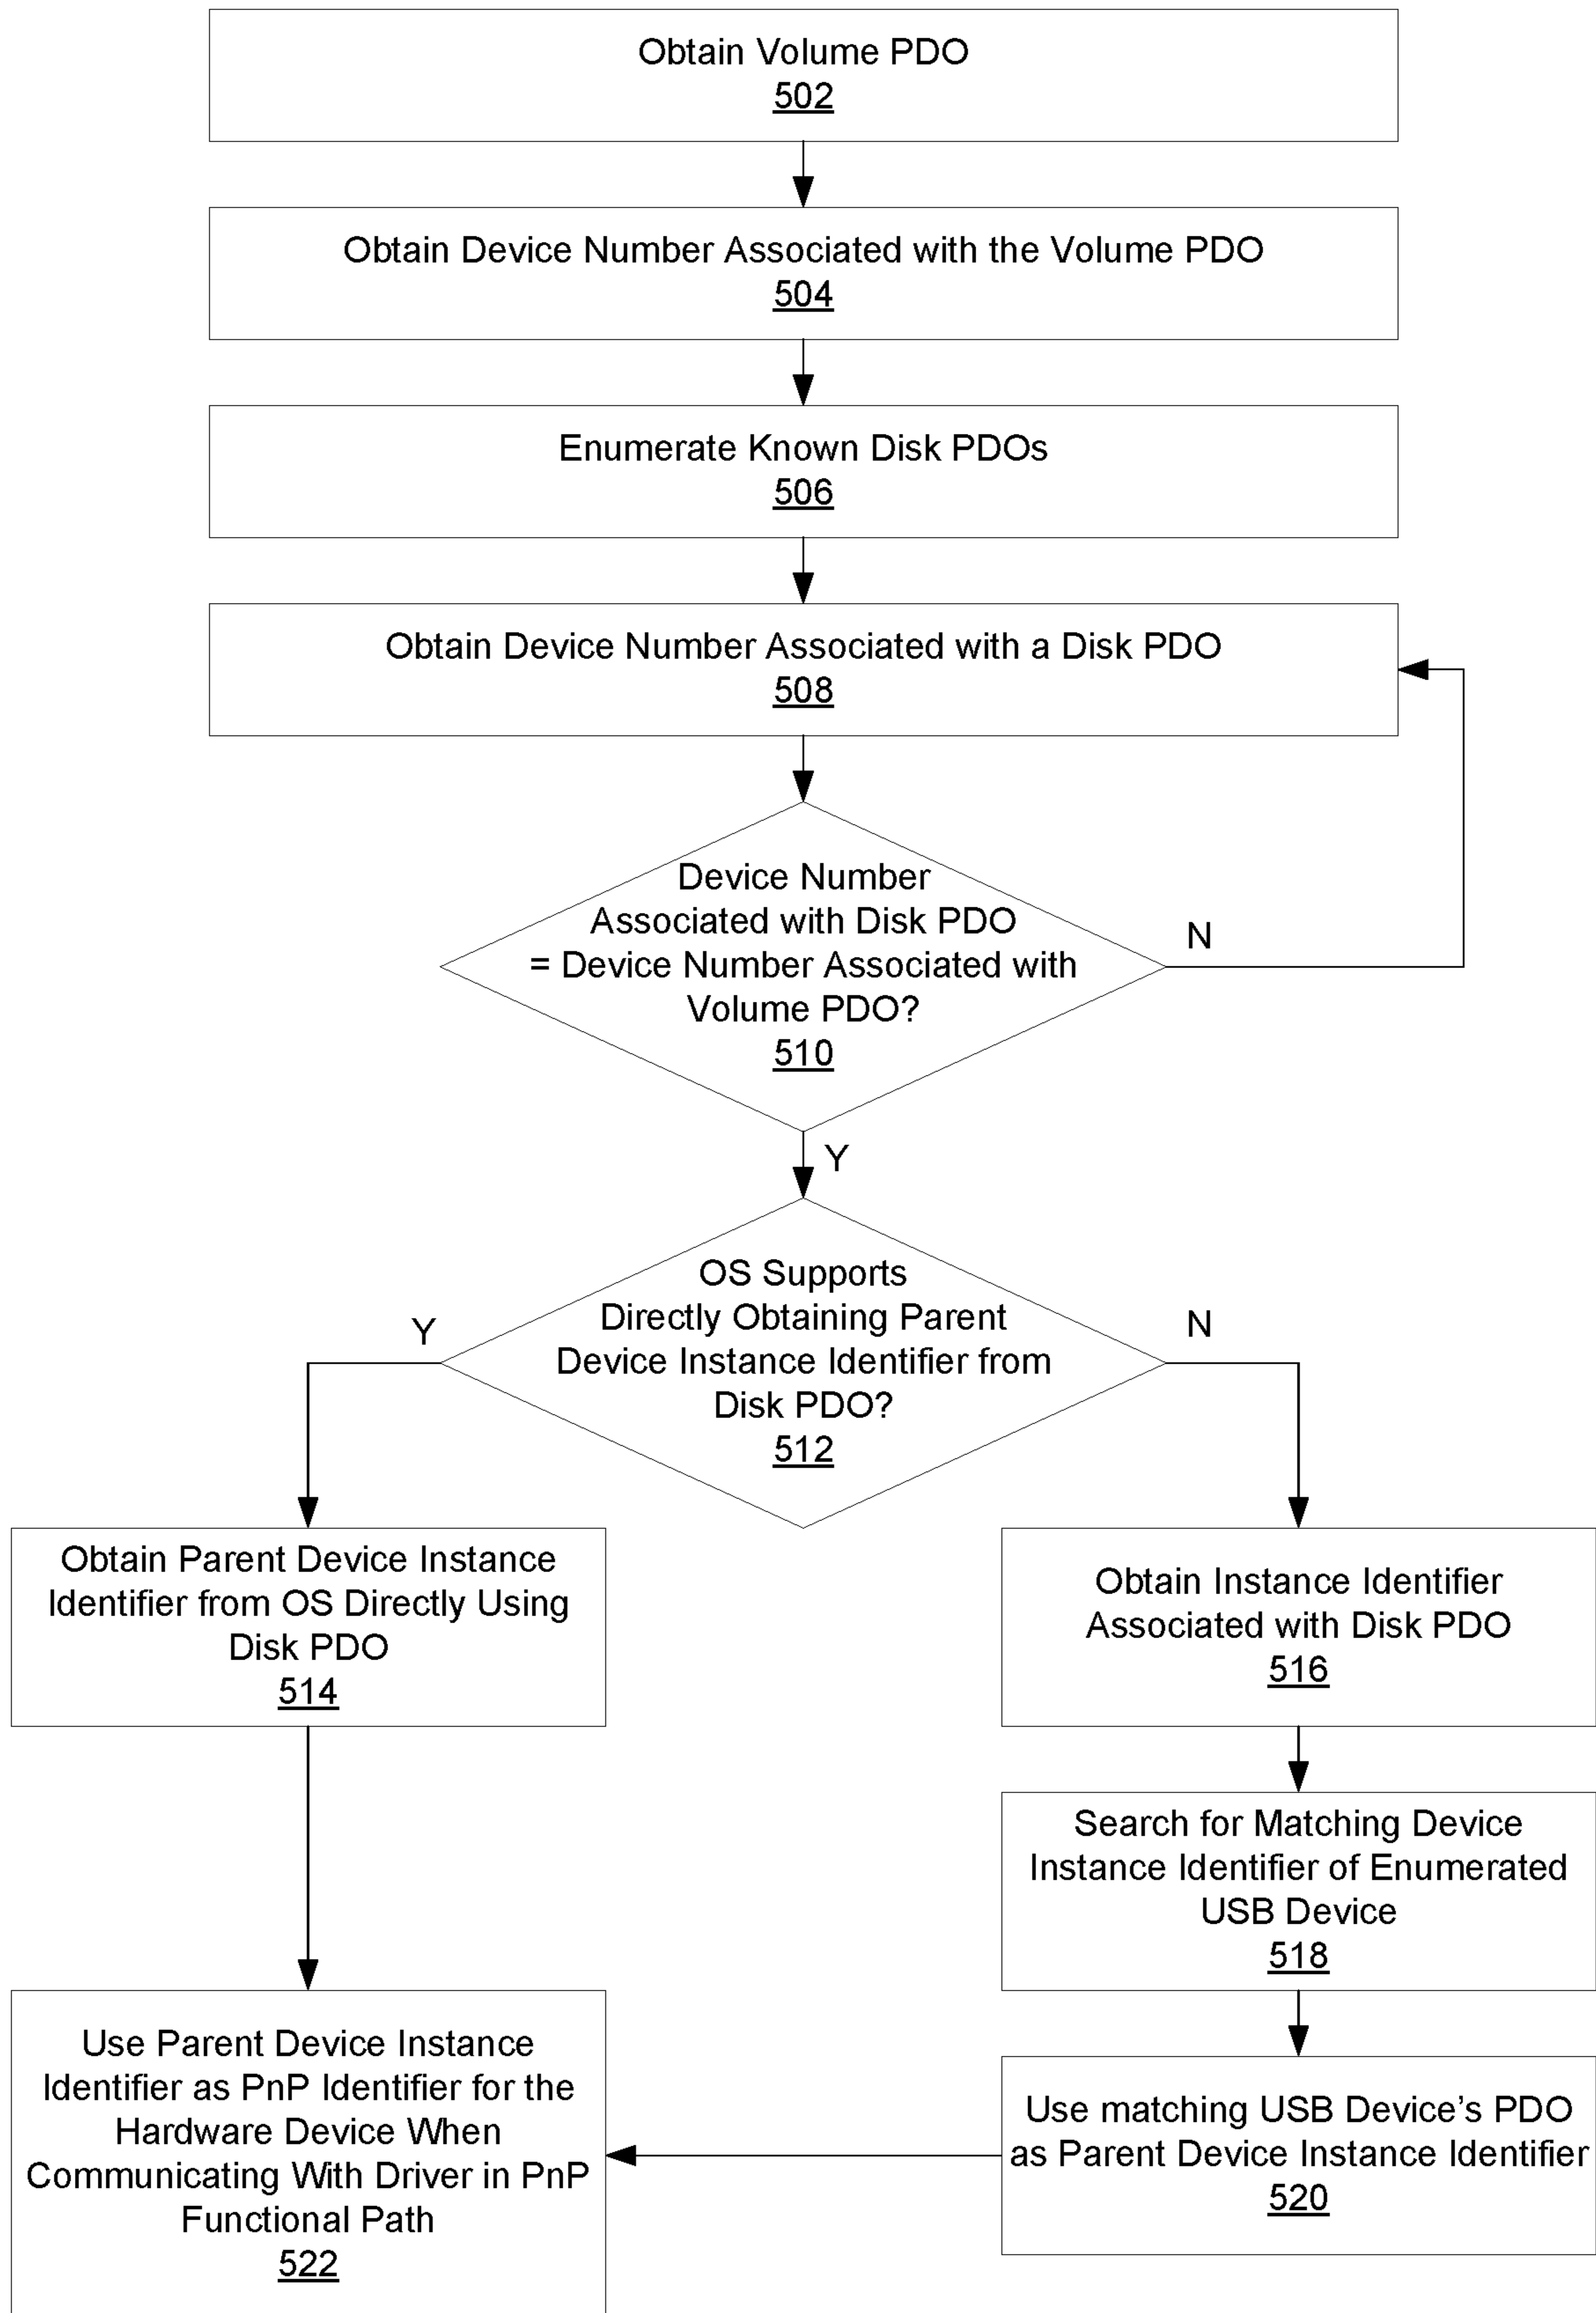 Obtain Volume PDO
502
Obtain Device Number Associated with the Volume PDO
504
Enumerate Known Disk PDOs
506
Obtain Device Number Associated with a Disk PDO
508
Device Number
Associated with Disk PDO
= Device Number Associated with
Volume PDO?
510
N
Y
OS Supports
Directly Obtaining Parent
Device Instance Identifier from
Disk PDO?
512
Y
N
Obtain Parent Device Instance
Identifier from OS Directly Using
Disk PDO
514
Obtain Instance Identifier
Associated with Disk PDO
516
Search for Matching Device
Instance Identifier of Enumerated
USB Device
518
Use Parent Device Instance
Identifier as PnP Identifier for the
Hardware Device When
Communicating With Driver in PnP
Functional Path
522
Use matching USB Device's PDO
as Parent Device Instance Identifier
520